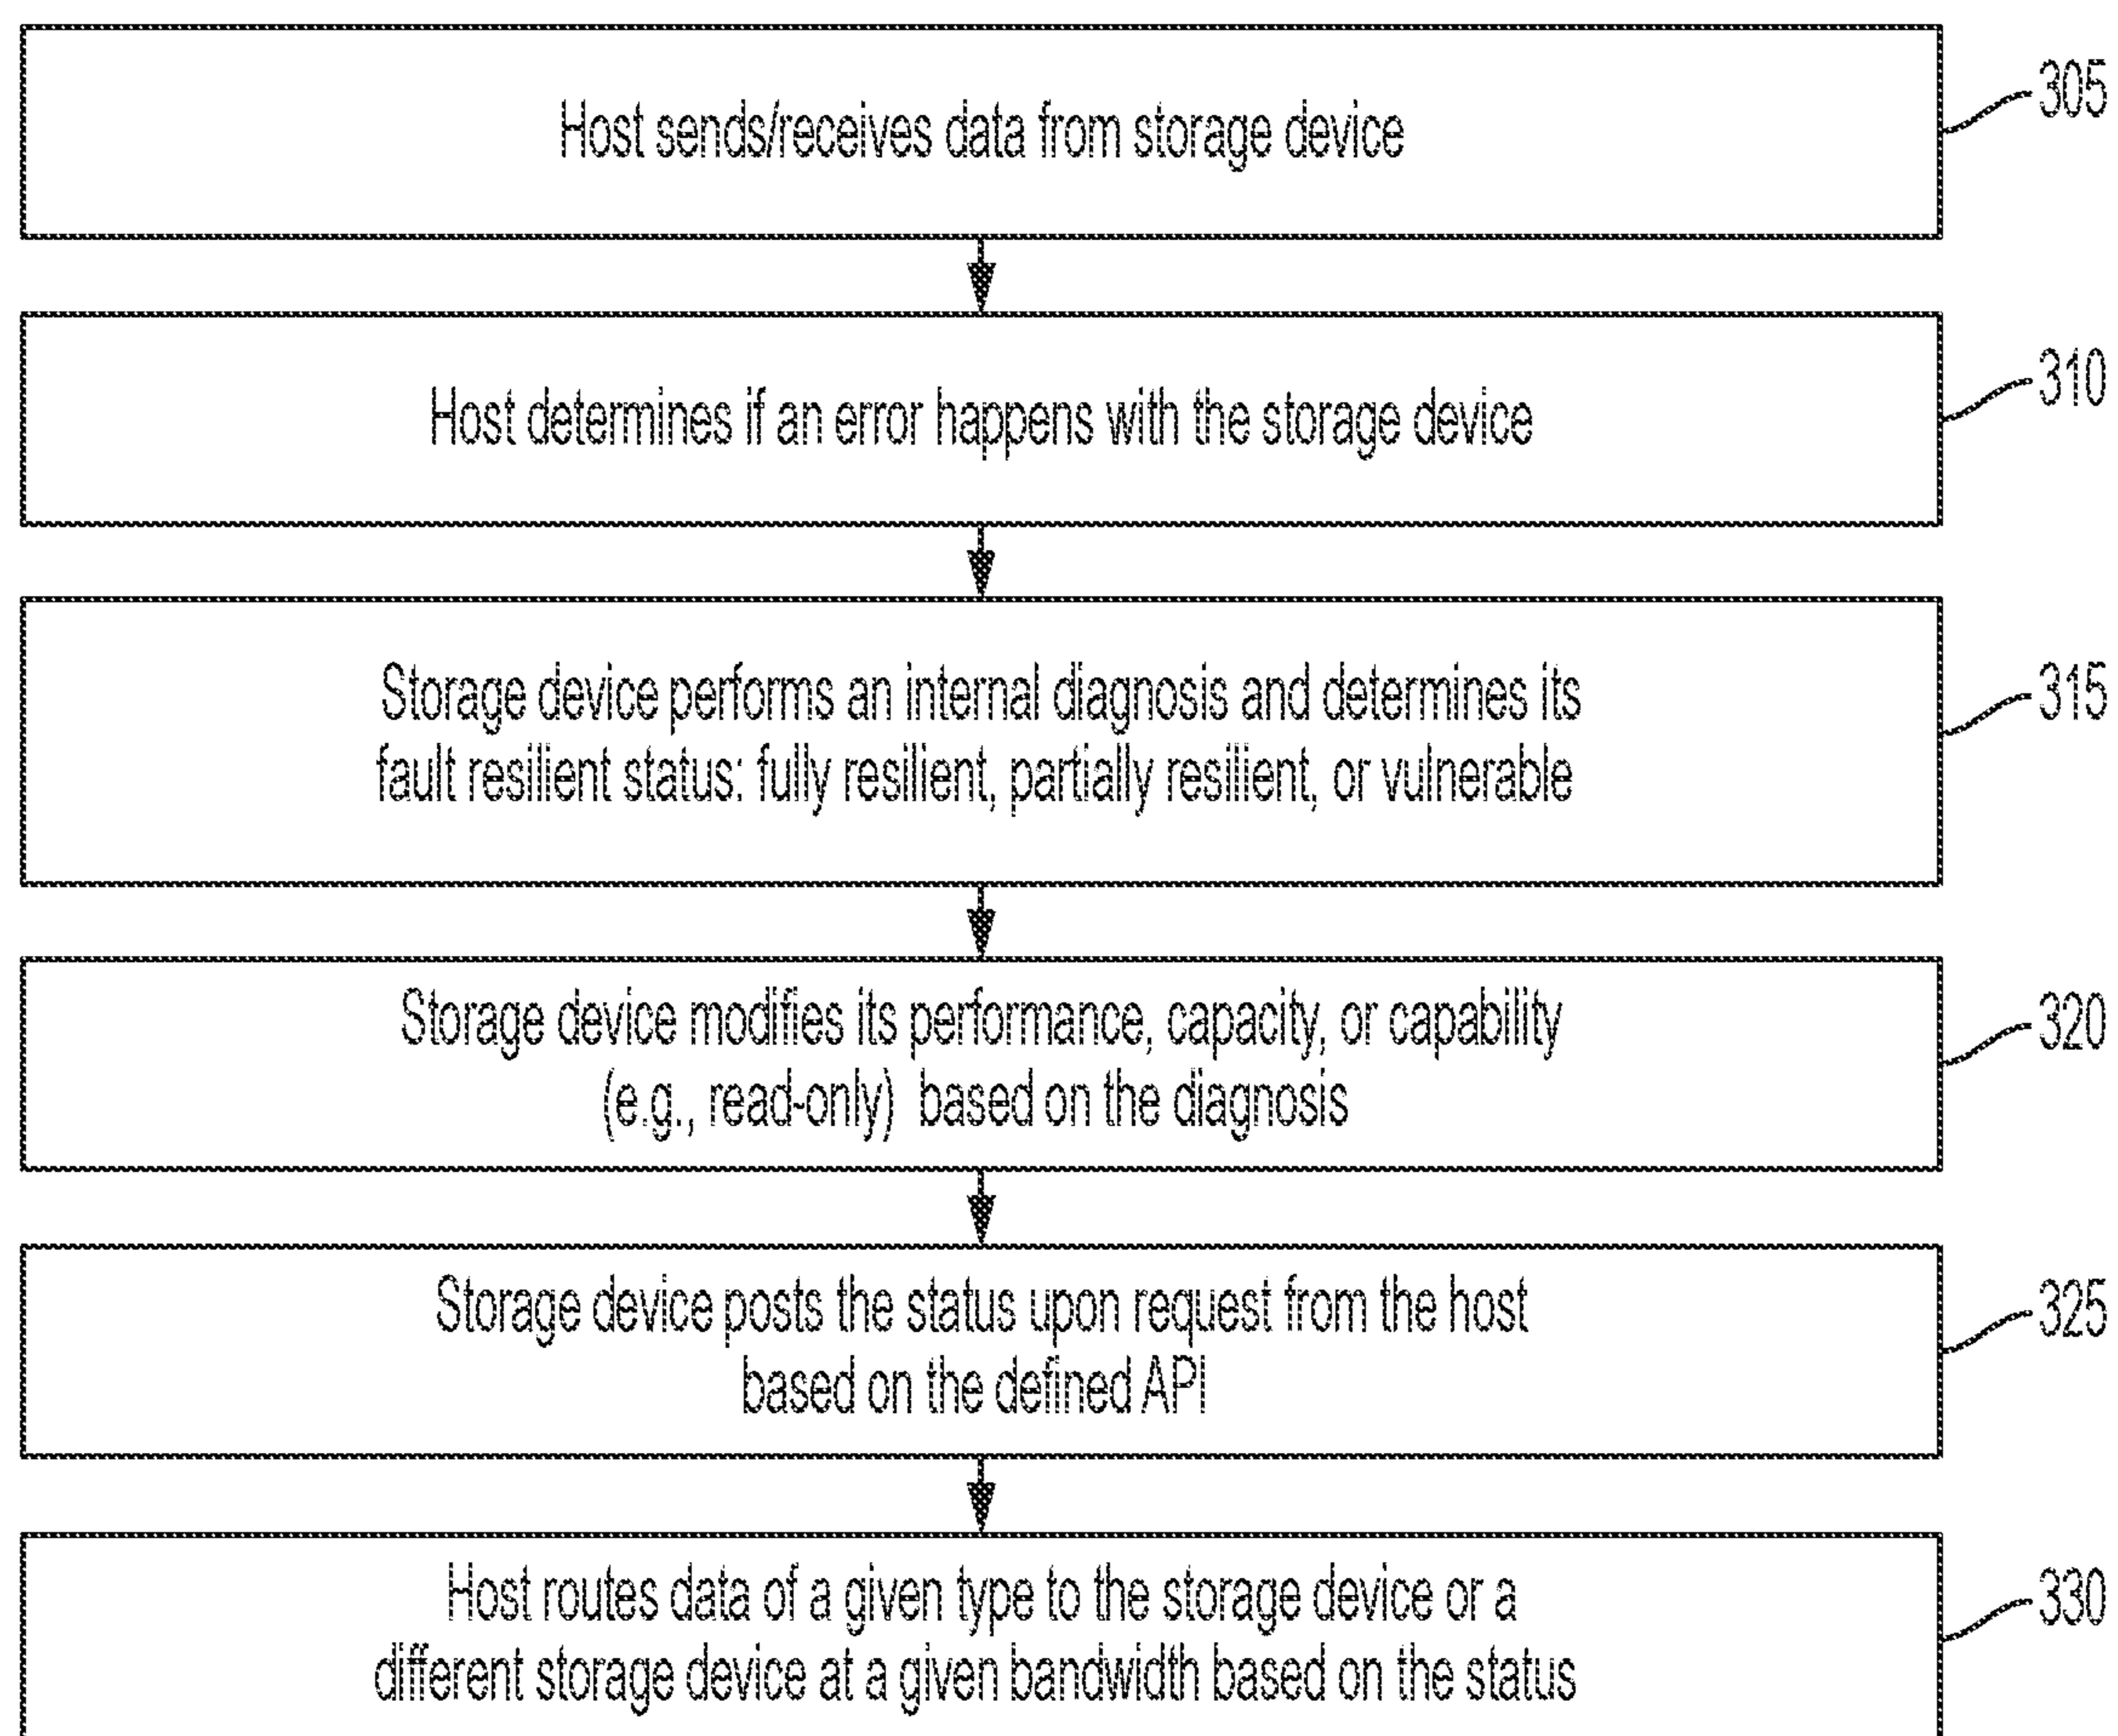 Host sends/receives data from storage device
305
Host determines if an error happens with the storage device
310
Storage device performs an internal diagnosis and determines its
fault resilient status: fully resilient, partially resilient, or vulnerable
315
Storage device modifies its performance, capacity, or capability
(e.g., read-only) based on the diagnosis
320
Storage device posts the status upon request from the host
based on the defined API
325
Host routes data of a given type to the storage device or a
different storage device at a given bandwidth based on the status
330